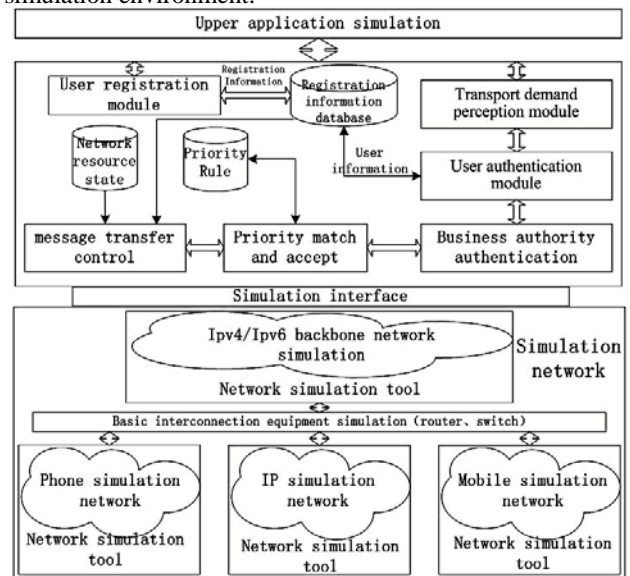 simulation environment.
Upper application simulation
User registration
module
Registration
Information
Registration
information
database
Transport demand
perception module
Network
resource
state
Priority
Rule
User
information
User authentication
module
message transfer
control
Priority match
and accept
Business authority
authentication
Simulation interface
Ipv4/Ipv6 backbone network
simulation
Network simulation tool
Simulation
network
Basic interconnection equipment simulation (router、switch)
Phone simulation
network
Network simulation
tool
IP simulation
network
Network simulation
tool
Mobile simulation
network
Network simulation
tool